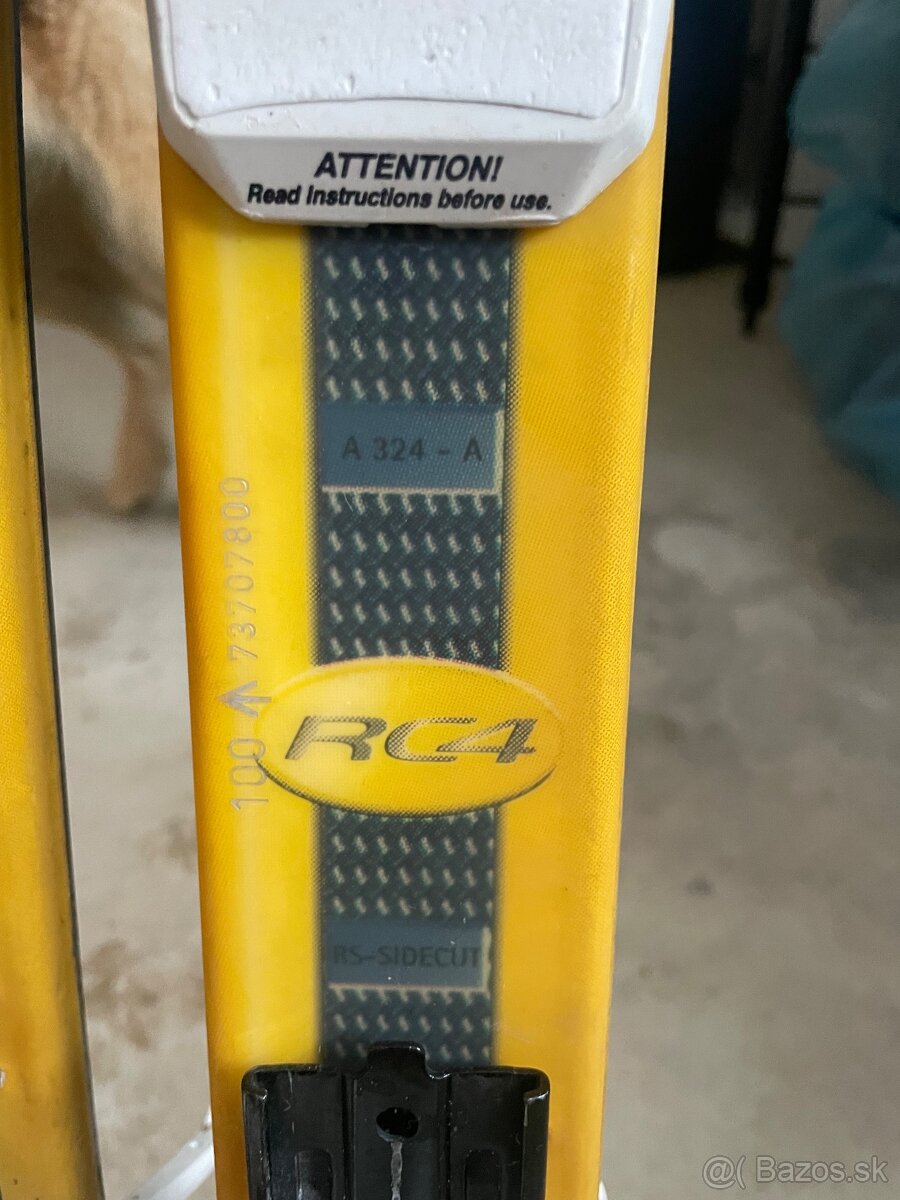 ATTENTION!
Read Instructions before use.
A 324 - A
100 73707800
RC4
RS-SIDECUT
@( Bazos.sk